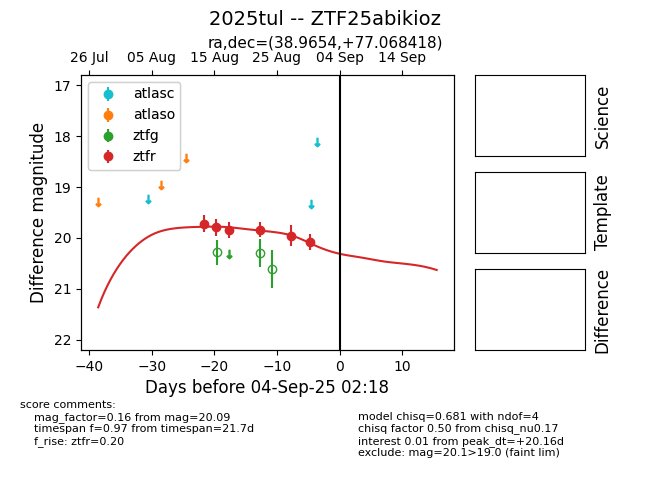 2025tul -- ZTF25abikioz
ra,dec=(38.9654,+77.068418)
26 Jul 05 Aug 15 Aug 25 Aug 04 Sep 14 Sep
atlasc
atlaso
ztfg
ztfr
17
18
19
20
21
22
Difference magnitude
−40 −30 −20 −10 0 10
Days before 04-Sep-25 02:18
Science
Template
Difference
score comments:
mag_factor=0.16 from mag=20.09
timespan f=0.97 from timespan=21.7d
f_rise: ztfr=0.20
model chisq=0.681 with ndof=4
chisq factor 0.50 from chisq_nu0.17
interest 0.01 from peak_dt=+20.16d
exclude: mag=20.1>19.0 (faint lim)